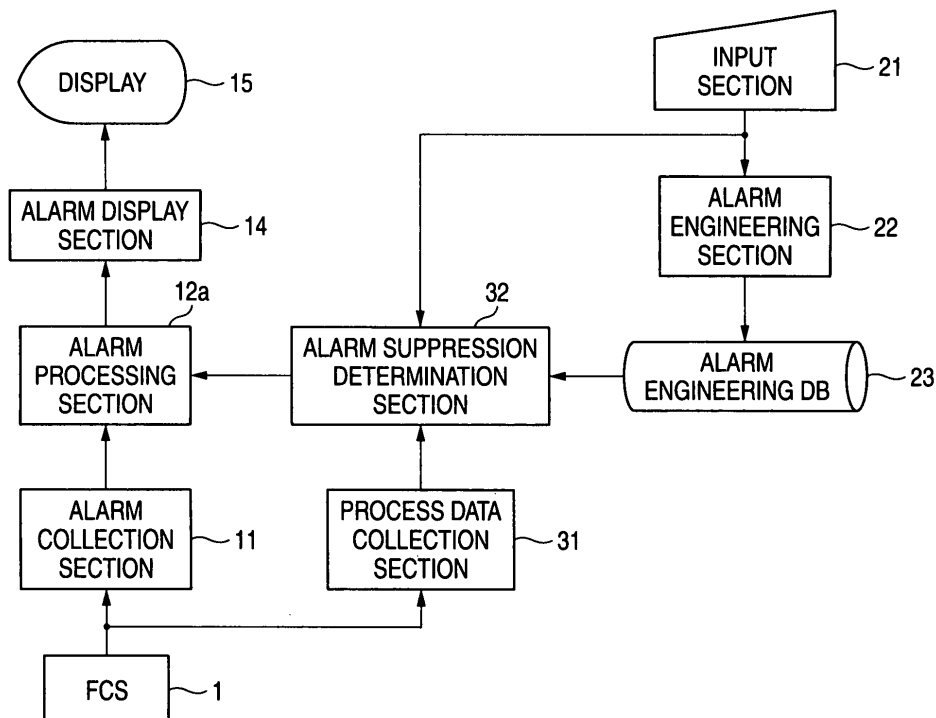 DISPLAY
15
INPUT
SECTION
21
ALARM DISPLAY
SECTION
14
ALARM
ENGINEERING
SECTION
22
12a
ALARM
PROCESSING
SECTION
32
ALARM SUPPRESSION
DETERMINATION
SECTION
ALARM
ENGINEERING DB
23
ALARM
COLLECTION
SECTION
11
PROCESS DATA
COLLECTION
SECTION
31
FCS
1